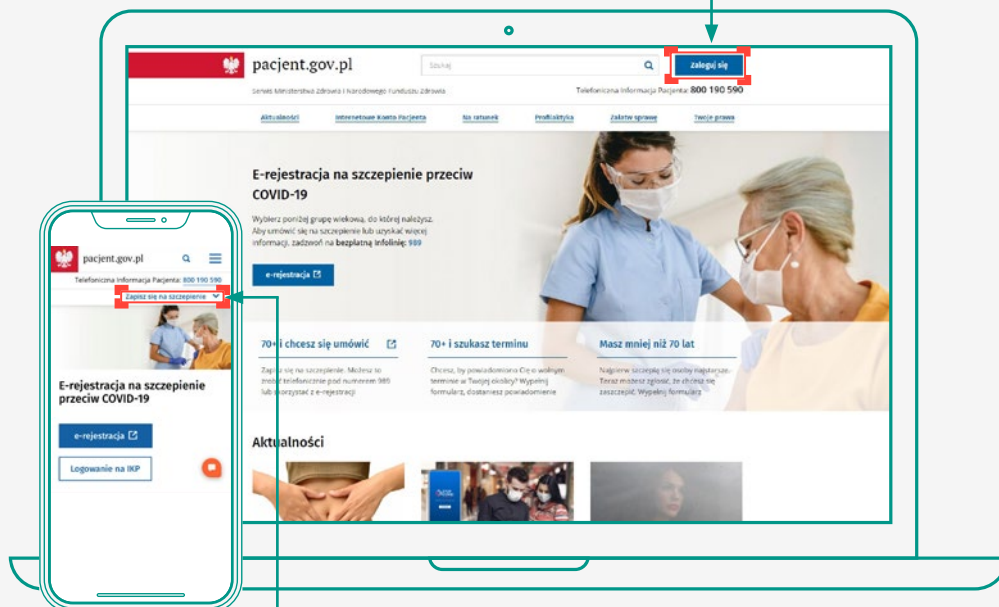 pacjent.gov.pl
Szukaj
Zaloguj się
Serwis Ministerstwa Zdrowia i Narodowego Funduszu Zdrowia
Telefoniczna Informacja Pacjenta: 800 190 590
Aktualności
Internetowe Konto Pacjenta
Na ratunek
Profilaktyka
Załatw sprawę
Twoje prawa
E-rejestracja na szczepienie przeciw
COVID-19
Wybierz poniżej grupę wiekową, do której należysz.
Aby umówić się na szczepienie lub uzyskać więcej
informacji, zadzwoń na bezpłatną infolinię: 989
e-rejestracja
70+ i chcesz się umówić
Zapisz się na szczepienie. Możesz to
zrobić telefonicznie pod numerem 989
lub skorzystać z e-rejestracji
70+ i szukasz terminu
Chcesz, by powiadomiono Cię o wolnym
terminie w Twojej okolicy? Wypełnij
formularz, dostaniesz powiadomienie
Masz mniej niż 70 lat
Najpierw szczepią się osoby najstarsze.
Teraz możesz zgłosić, że chcesz się
zaszczepić. Wypełnij formularz
Aktualności
pacjent.gov.pl
Telefoniczna Informacja Pacjenta: 800 190 590
Zapisz się na szczepienie
E-rejestracja na szczepienie
przeciw COVID-19
e-rejestracja
Logowanie na IKP